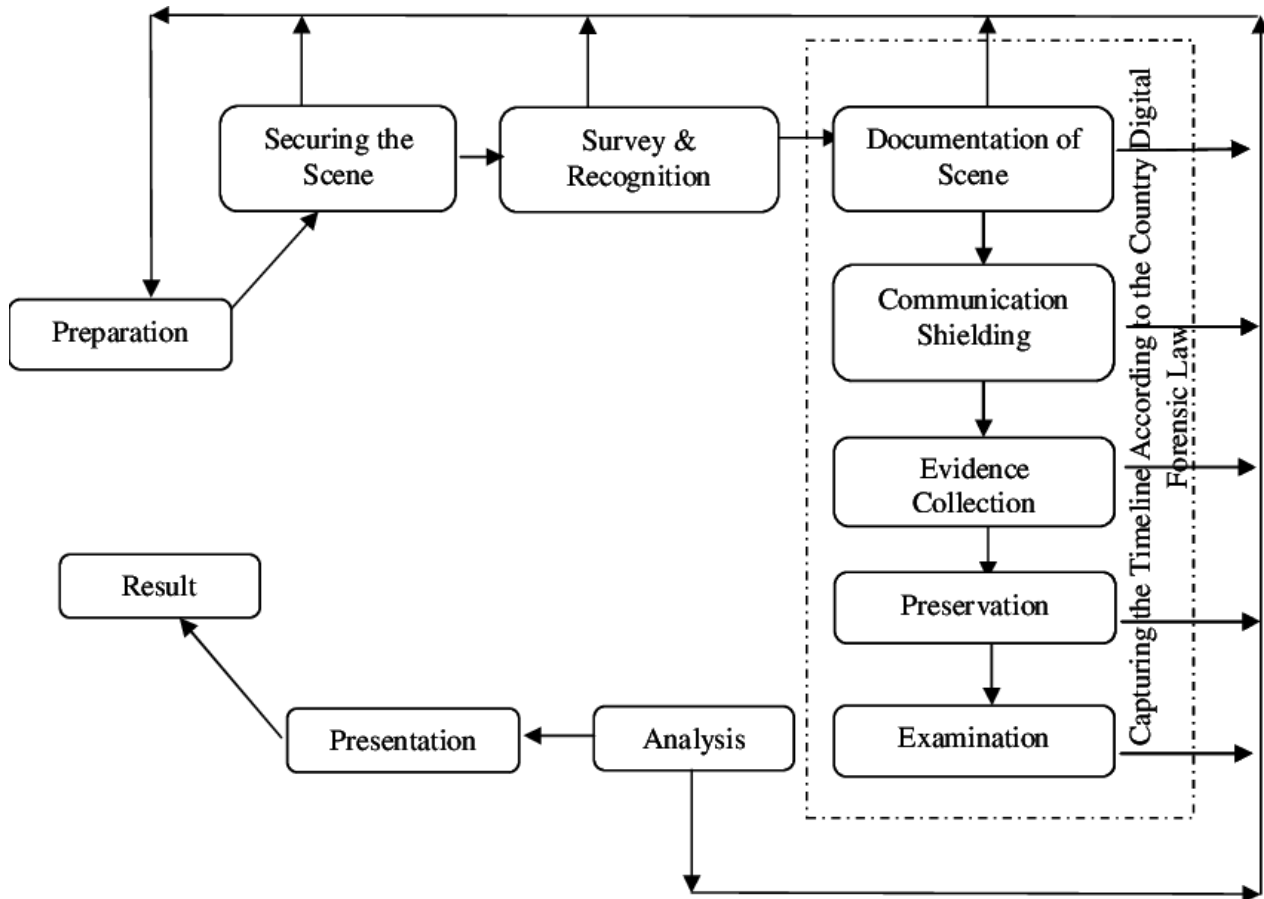 Securing the
Scene
Survey &
Recognition
Documentation of
Scene
Preparation
Communication
Shielding
Evidence
Collection
Preservation
Examination
Capturing the Timeline According to the Country Digital
Forensic Law
Result
Presentation
Analysis